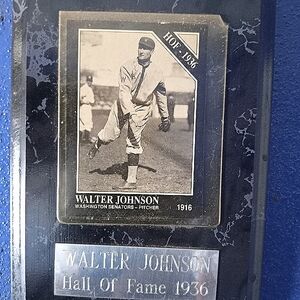 HOF - 1936
WALTER JOHNSON
WASHINGTON SENATORS - PITCHER 1916
WALTER JOHNSON
Hall Of Fame 1936